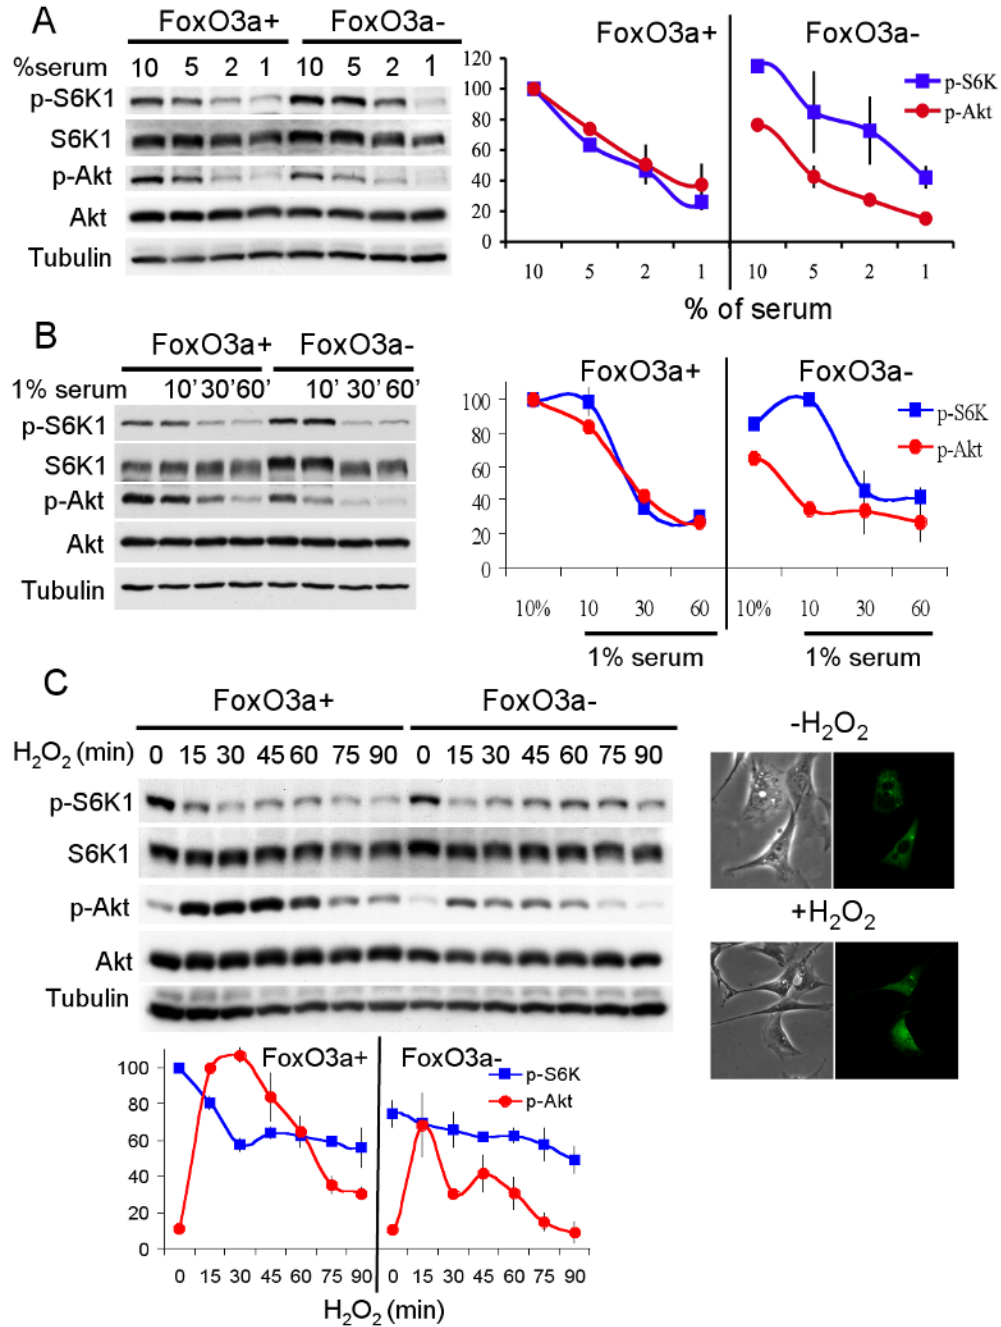 A
FoxO3a+ FoxO3a-
%serum 10 5 2 1 10 5 2 1
p-S6K1
S6K1
p-Akt
Akt
Tubulin
FoxO3a+ FoxO3a-
120
100
80
60
40
20
0
p-S6K
p-Akt
10 5 2 1 10 5 2 1
% of serum
B
FoxO3a+ FoxO3a-
1% serum 10’ 30’ 60’ 10’ 30’ 60’
p-S6K1
S6K1
p-Akt
Akt
Tubulin
FoxO3a+ FoxO3a-
100
80
60
40
20
0
p-S6K
p-Akt
10% 10 30 60 10% 10 30 60
1% serum 1% serum
C
FoxO3a+ FoxO3a-
H₂O₂ (min) 0 15 30 45 60 75 90 0 15 30 45 60 75 90
p-S6K1
S6K1
p-Akt
Akt
Tubulin
-H₂O₂
+H₂O₂
FoxO3a+ FoxO3a-
100
80
60
40
20
0
p-S6K
p-Akt
0 15 30 45 60 75 90 0 15 30 45 60 75 90
H₂O₂ (min)